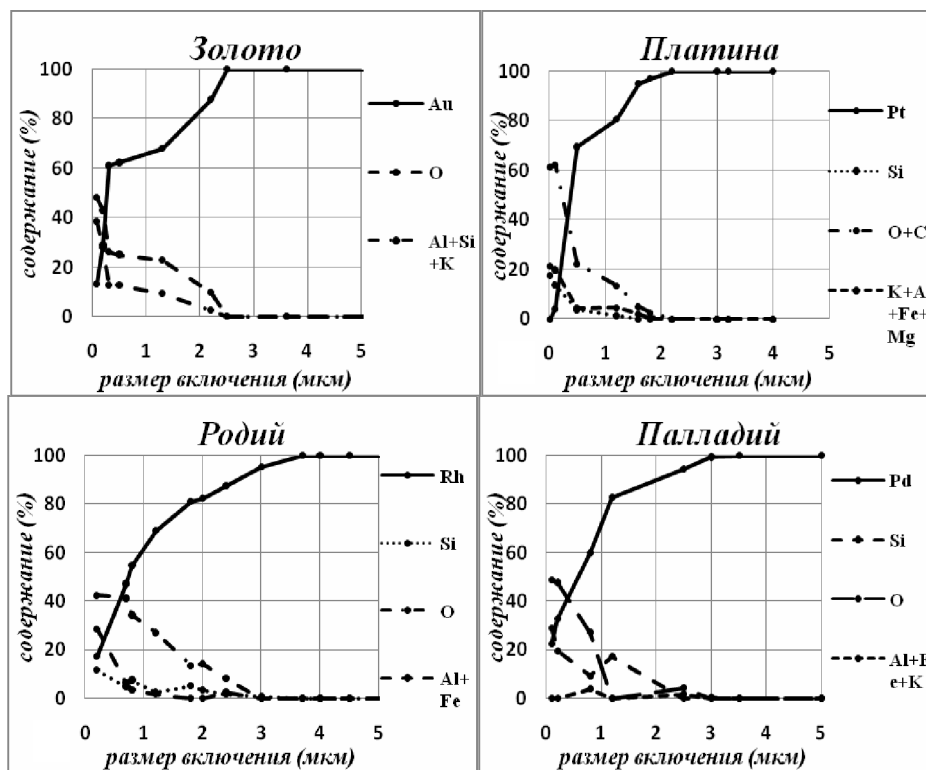 Золото
содержание (%)
100
80
60
40
20
0
0 1 2 3 4 5
размер включения (мкм)
Au
O
Al+Si
+K
Платина
содержание (%)
100
80
60
40
20
0
0 1 2 3 4 5
размер включения (мкм)
Pt
Si
O+C
K+A
+Fe+
Mg
Родий
содержание (%)
100
80
60
40
20
0
0 1 2 3 4 5
размер включения (мкм)
Rh
Si
O
Al+
Fe
Палладий
содержание (%)
100
80
60
40
20
0
0 1 2 3 4 5
размер включения (мкм)
Pd
Si
O
Al+F
e+K